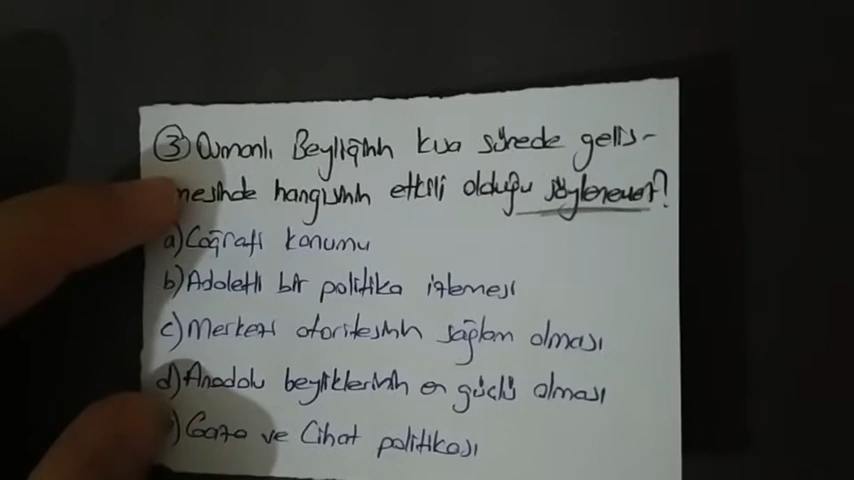 ③ Osmanlı Beyliğinin kısa sürede geliş-
mesinde hangisinin etkili olduğu söylenemez?
a) Coğrafi konumu
b) Adaletli bir politika izlemesi
c) Merkezi otoritesinin sağlam olması
d) Anadolu beyliklerinin en güçlü olması
) Gaza ve Cihat politikası